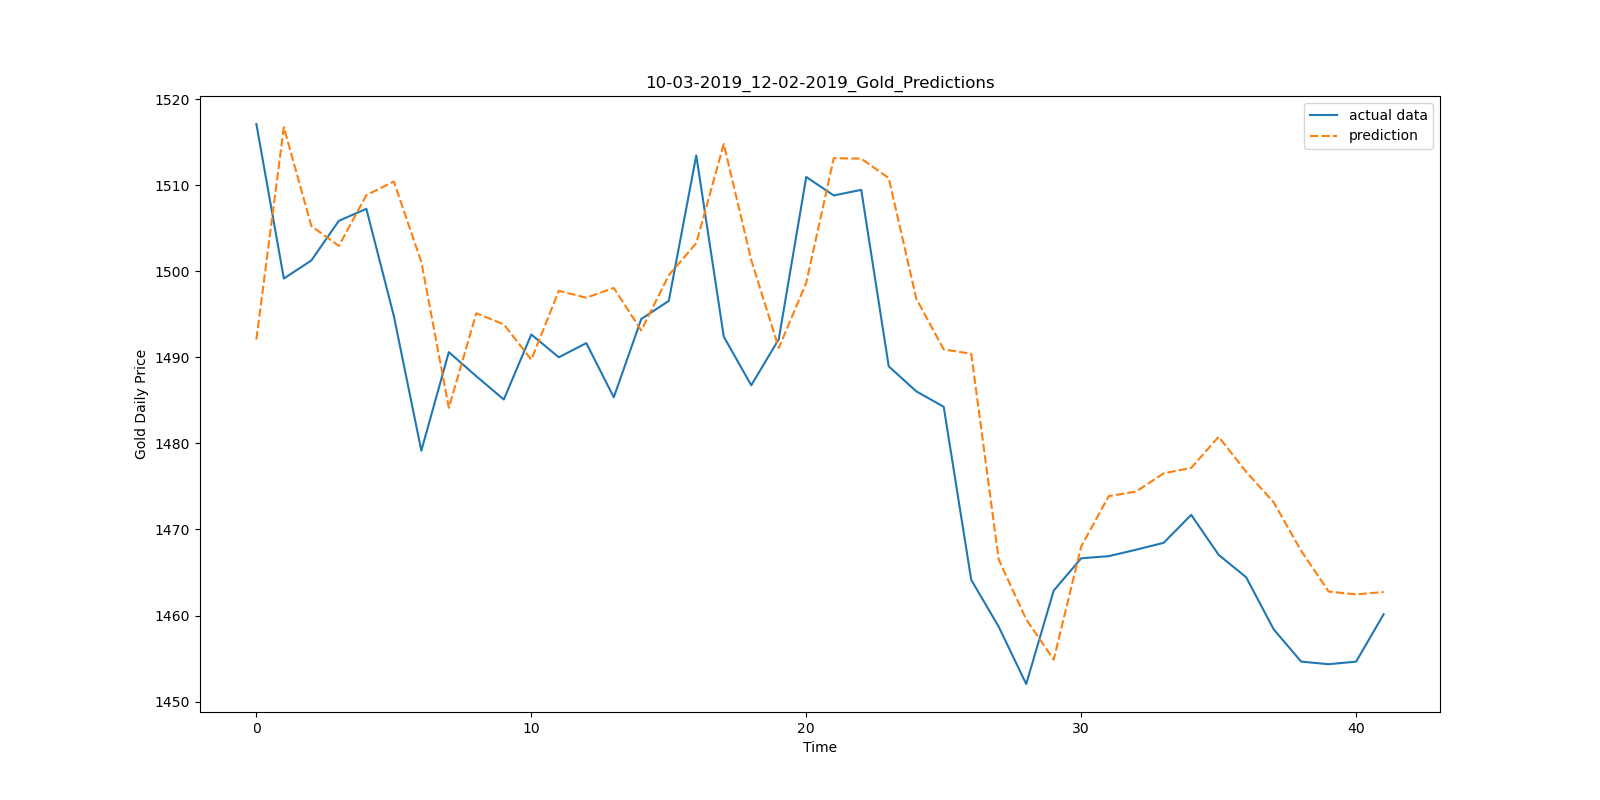 10-03-2019_12-02-2019_Gold_Predictions
actual data
prediction
1520
1510
1500
1490
1480
1470
1460
1450
Gold Daily Price
0 10 20 30 40
Time